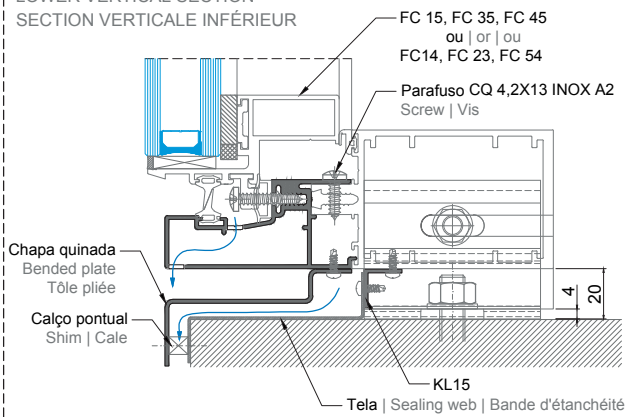 LOWER VERTICAL SECTION
SECTION VERTICALE INFÉRIEUR
FC 15, FC 35, FC 45
ou | or | ou
FC14, FC 23, FC 54
Parafuso CQ 4,2X13 INOX A2
Screw | Vis
Chapa quinada
Bended plate
Tôle pliée
Calço pontual
Shim | Cale
4
20
KL15
Tela | Sealing web | Bande d'étanchéité